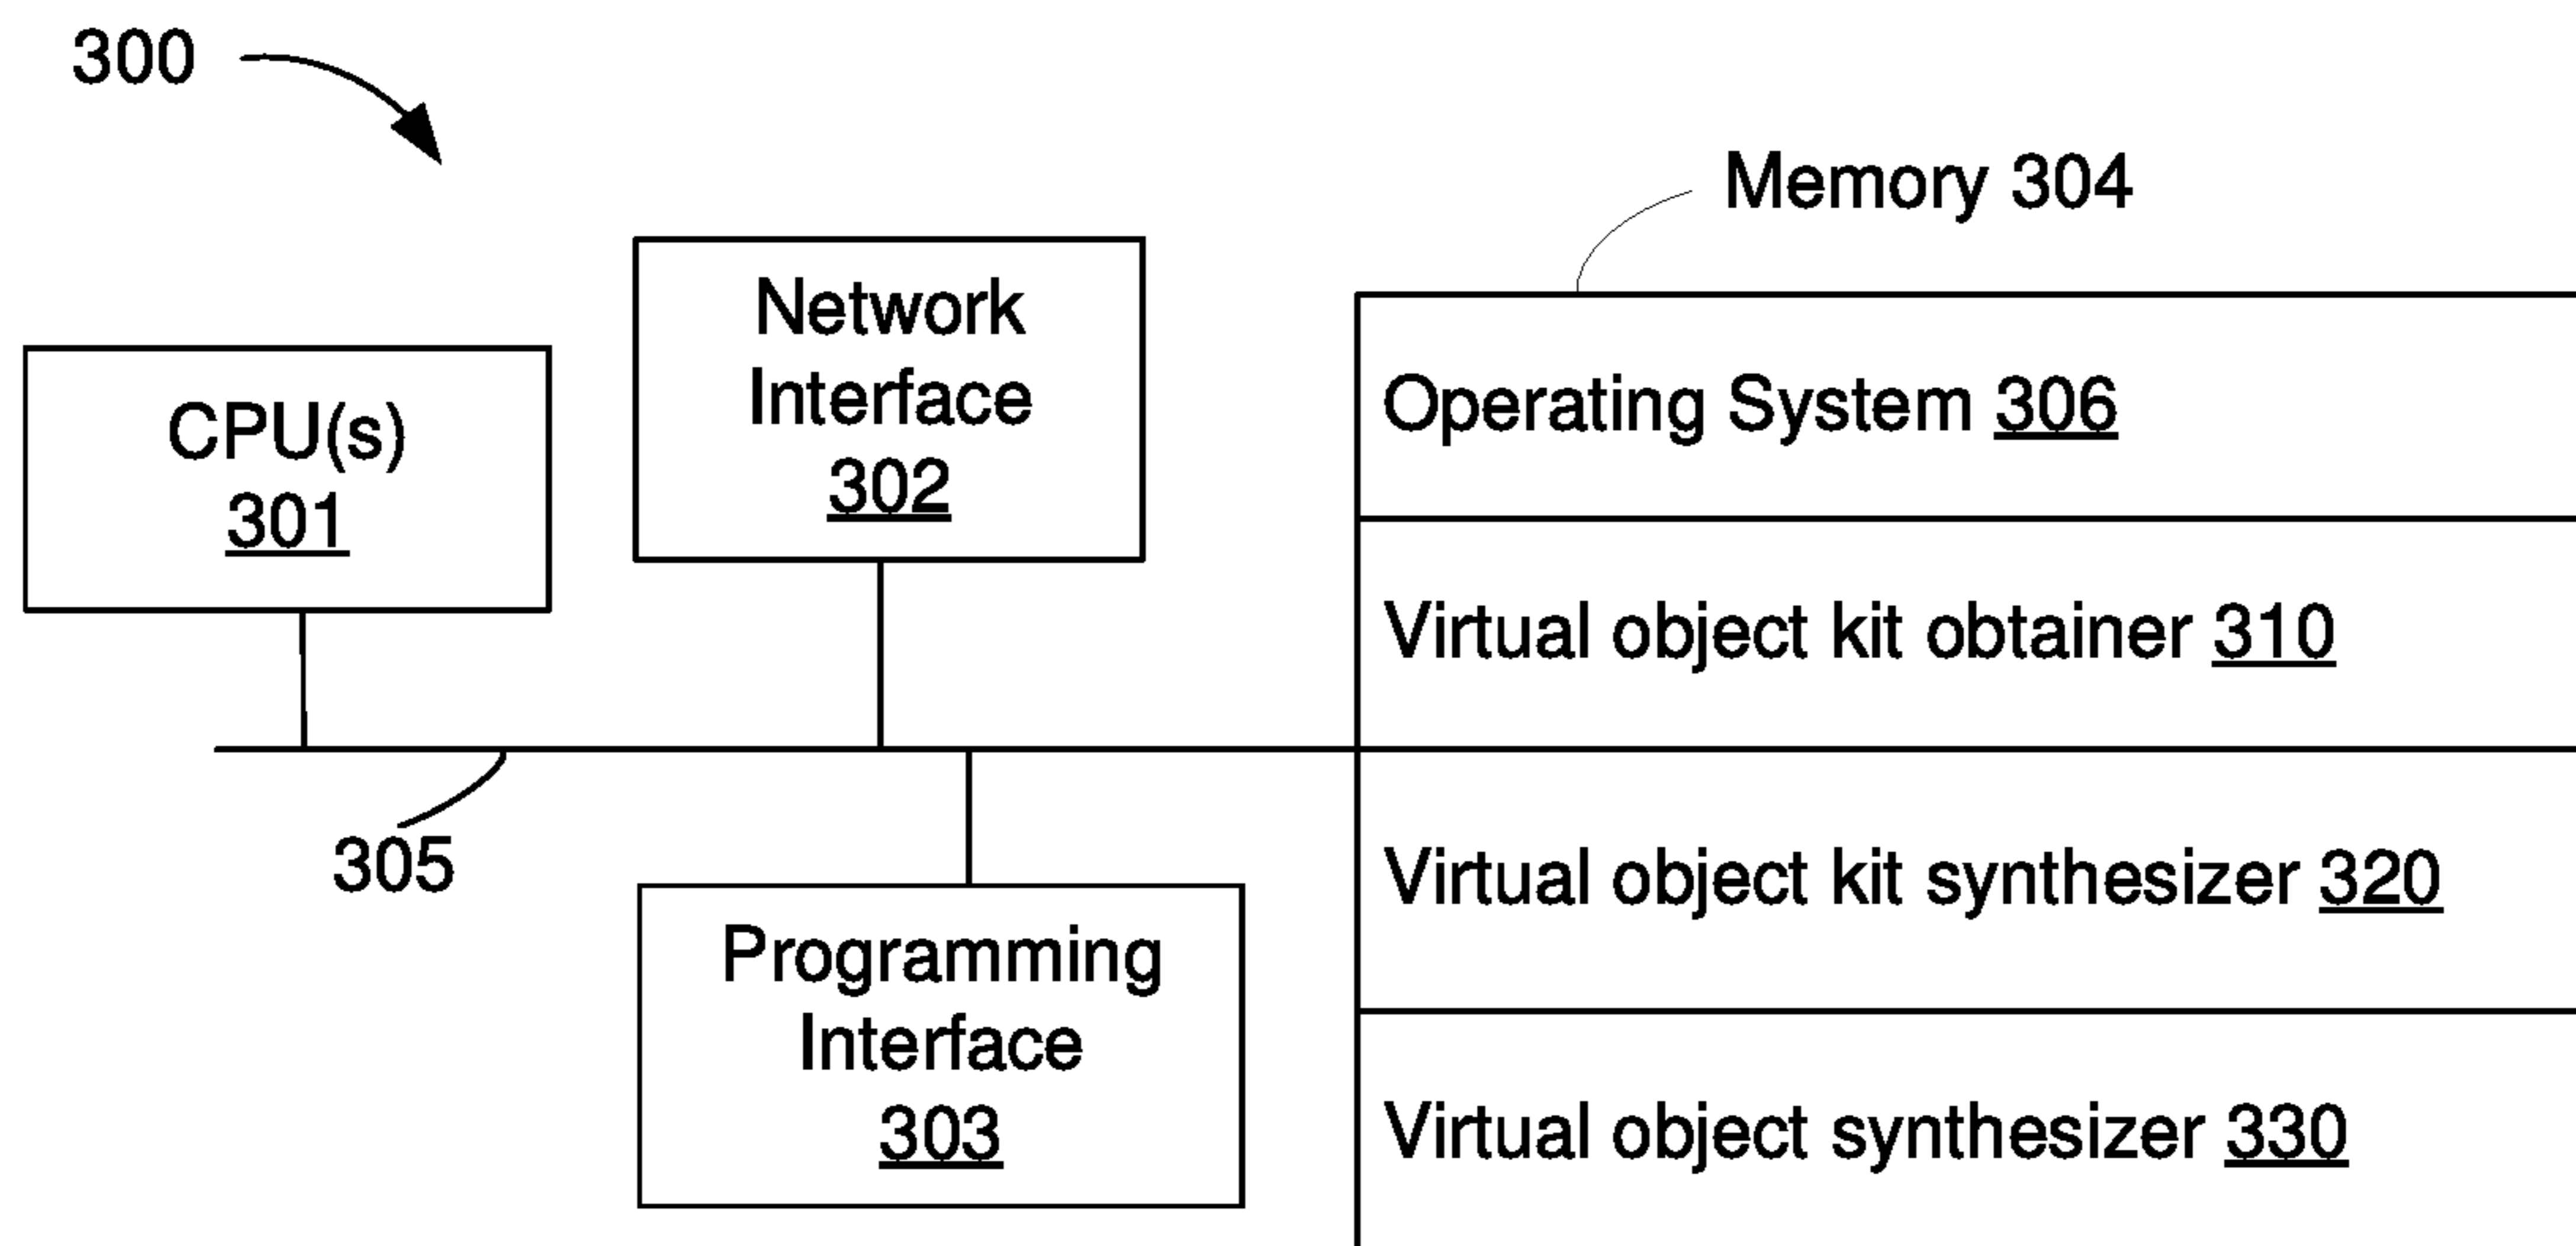 300
Memory 304
Network
Interface
302
CPU(s)
301
Operating System 306
Virtual object kit obtainer 310
305
Virtual object kit synthesizer 320
Programming
Interface
303
Virtual object synthesizer 330